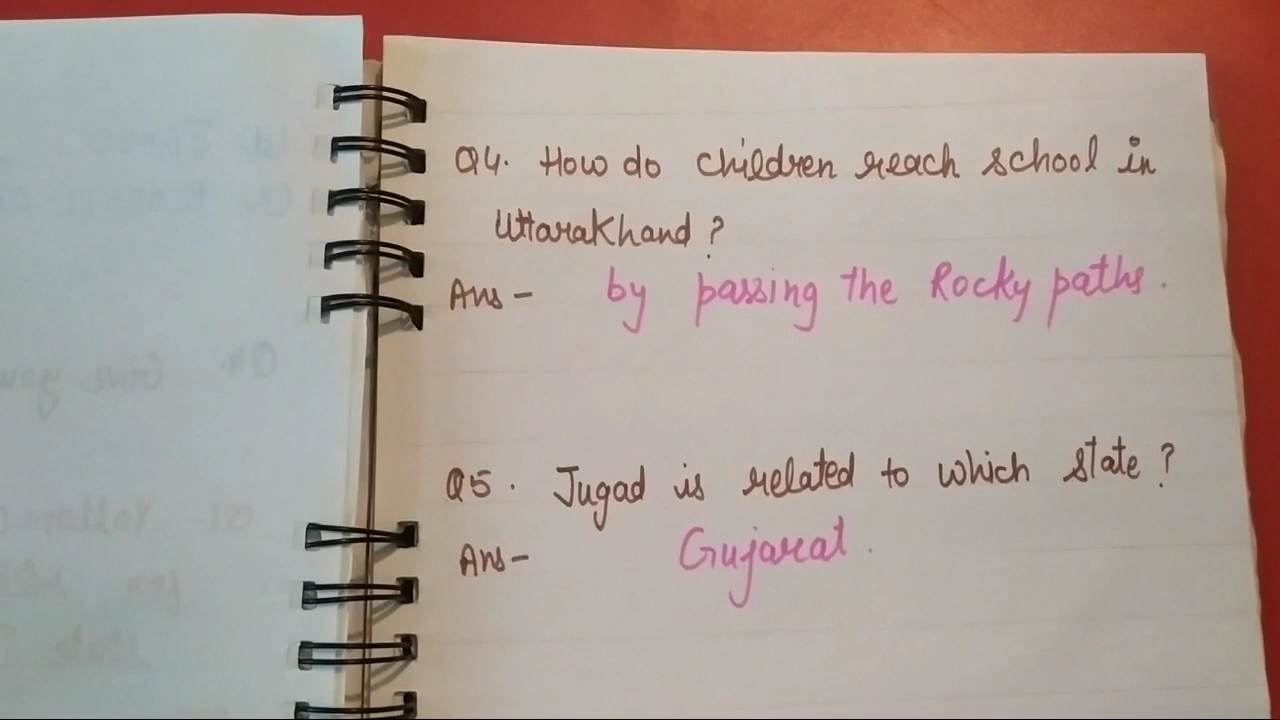 Q4. How do children reach school in
Uttarakhand?
Ans - by passing the Rocky paths.
Q5. Jugad is related to which state?
Ans- Gujarat.